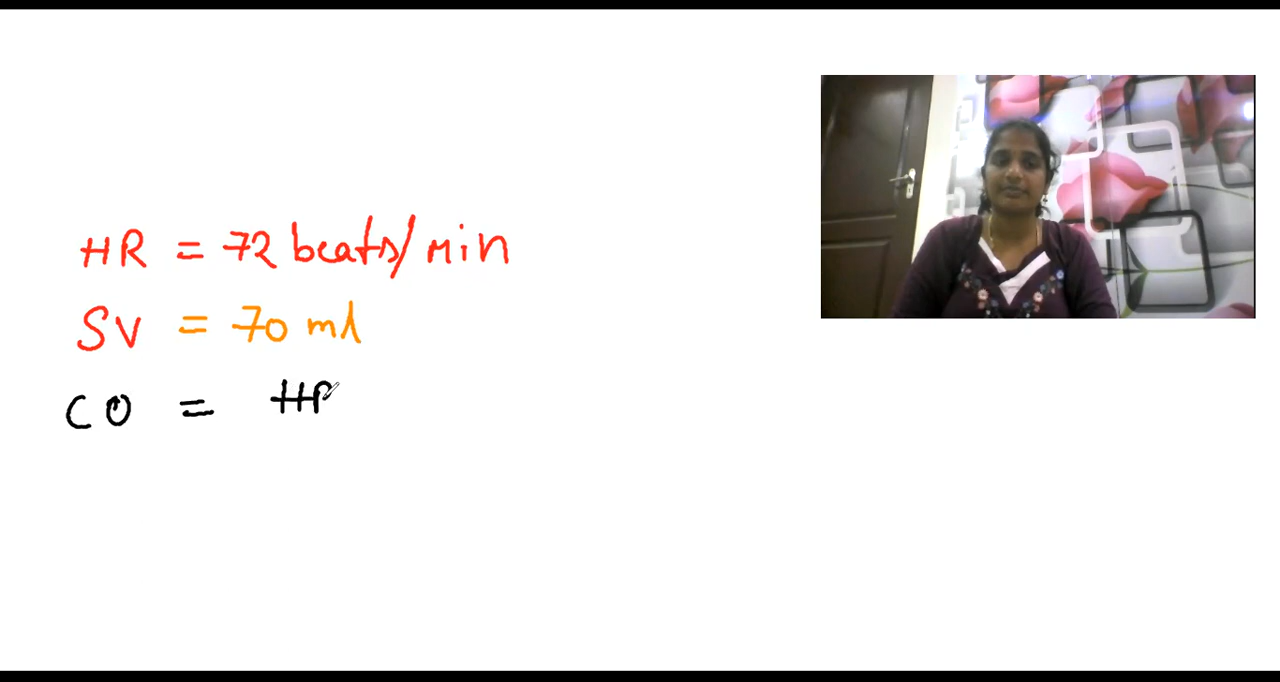 HR = 72 beats/min
SV = 70 ml
CO = HR